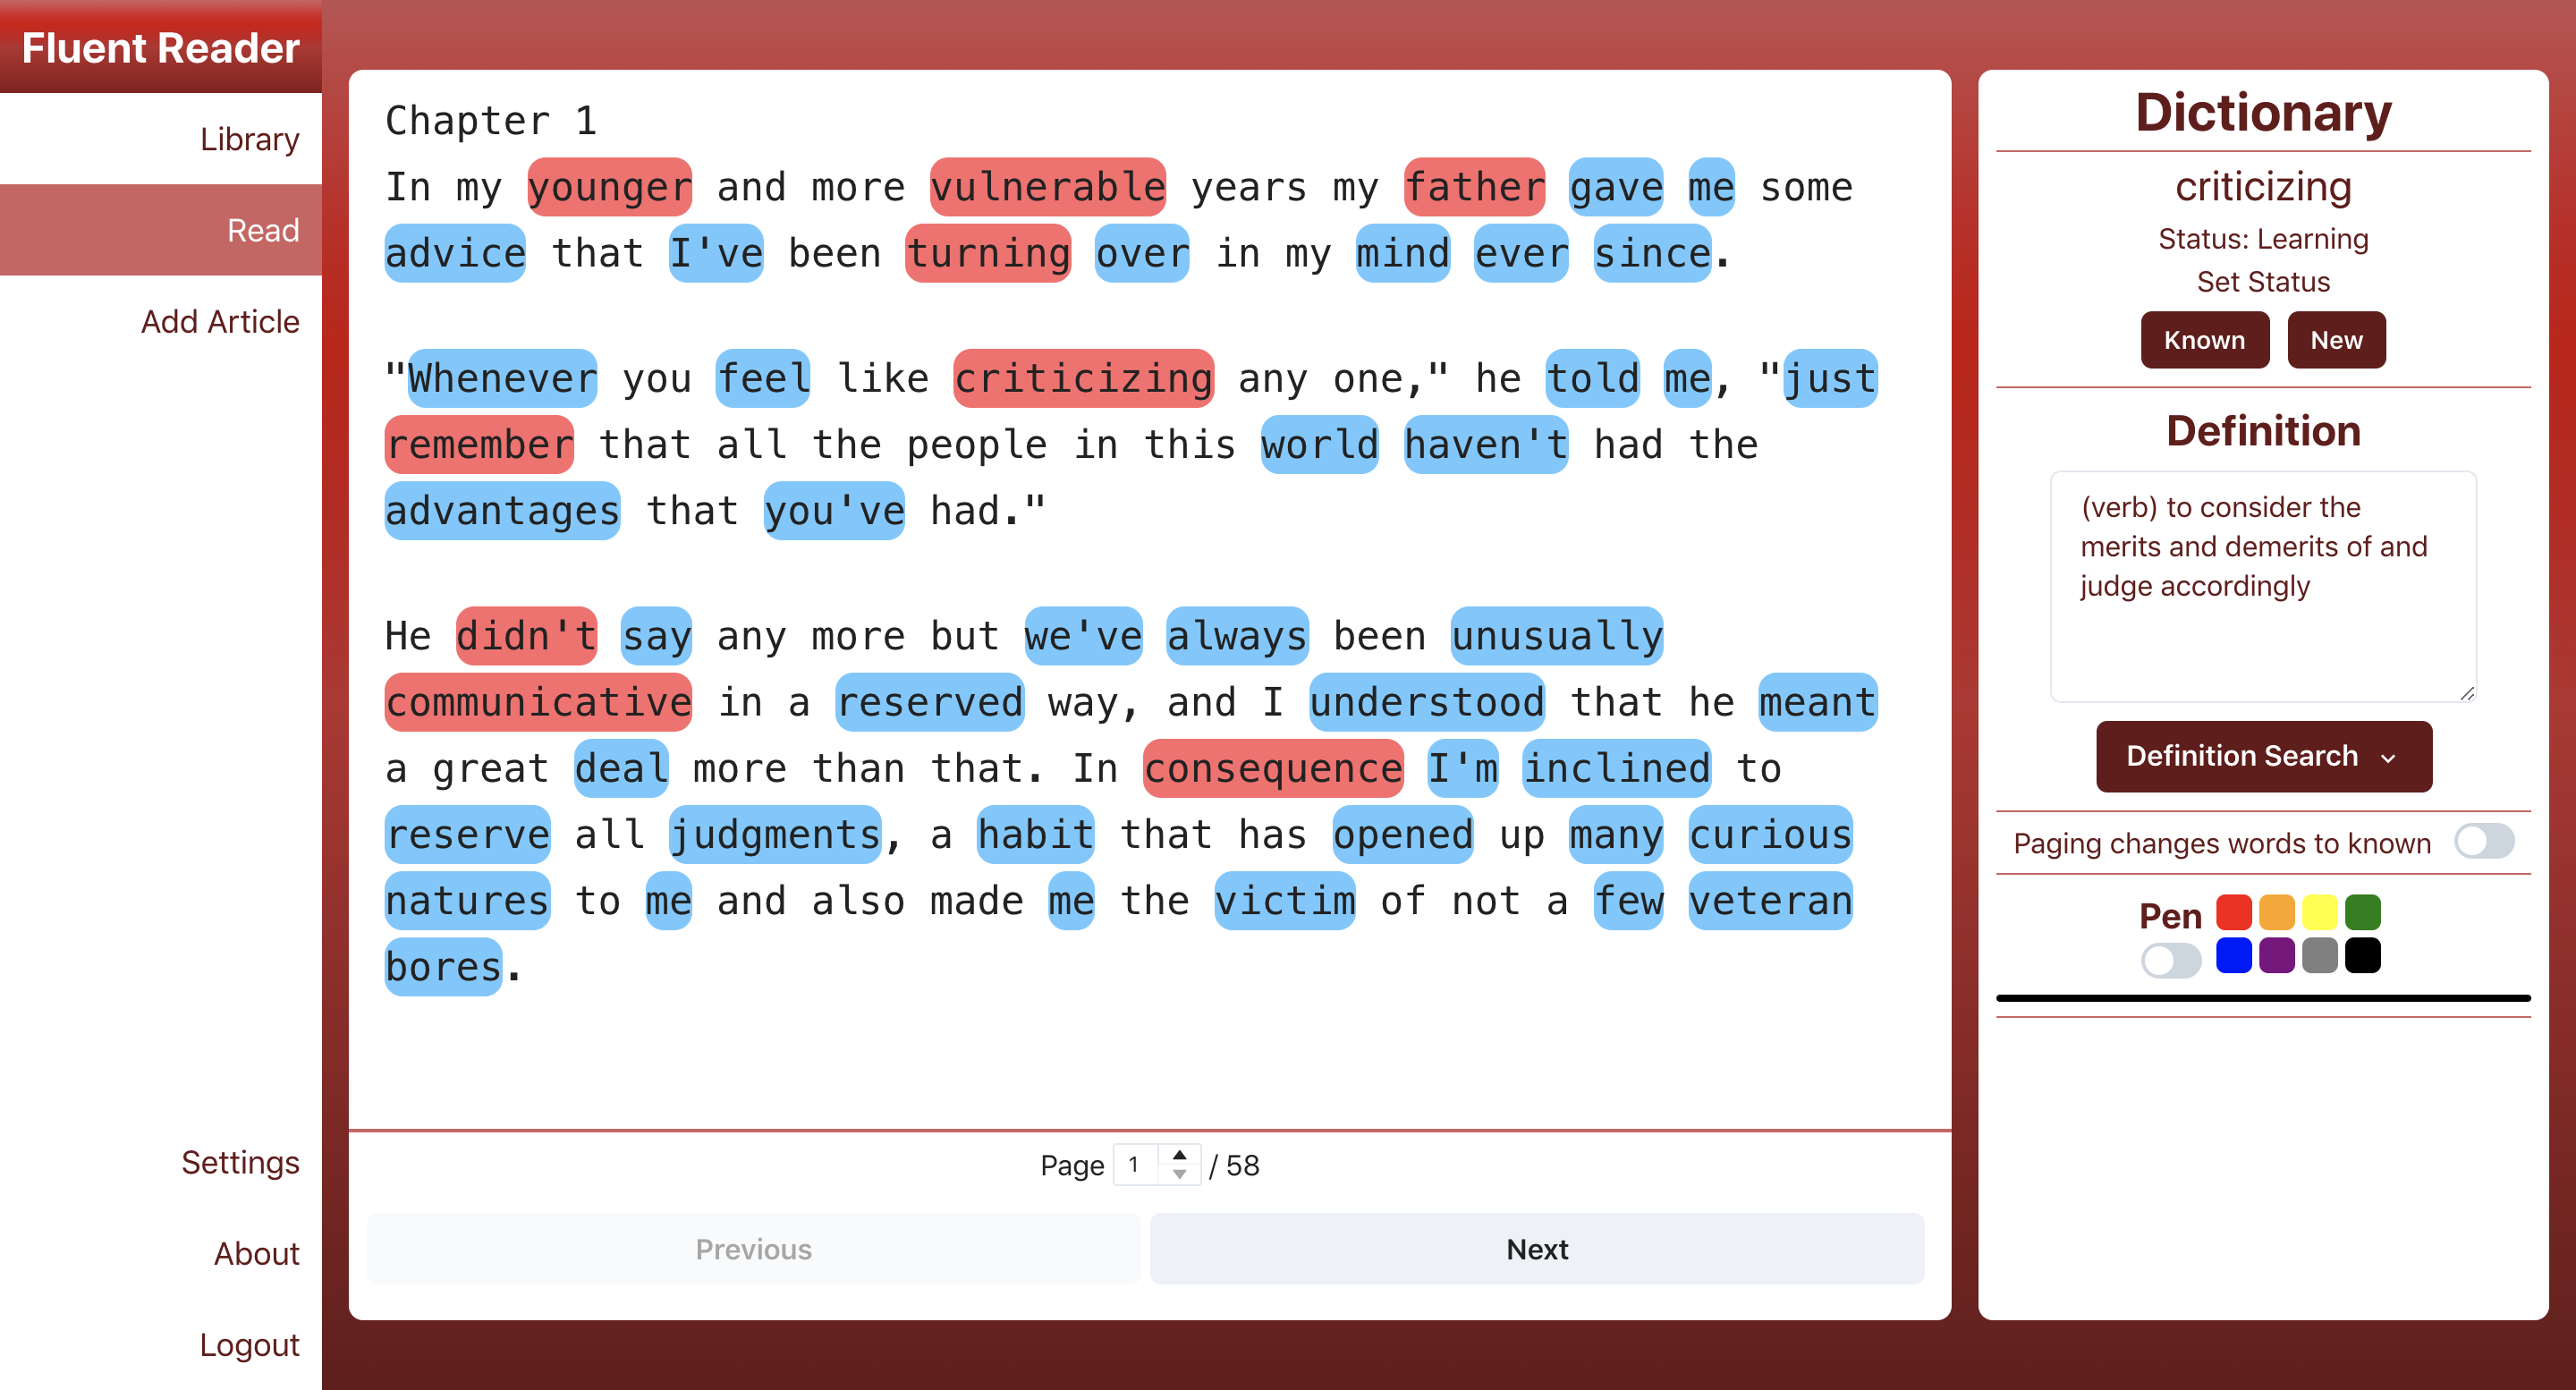 Fluent Reader
Library
Read
Add Article
Settings
About
Logout
Chapter 1
In my younger and more vulnerable years my father gave me some
advice that I've been turning over in my mind ever since.
"Whenever you feel like criticizing any one," he told me, "just
remember that all the people in this world haven't had the
advantages that you've had."
He didn't say any more but we've always been unusually
communicative in a reserved way, and I understood that he meant
a great deal more than that. In consequence I'm inclined to
reserve all judgments, a habit that has opened up many curious
natures to me and also made me the victim of not a few veteran
bores.
Page 1 / 58
Previous
Next
Dictionary
criticizing
Status: Learning
Set Status
Known
New
Definition
(verb) to consider the
merits and demerits of and
judge accordingly
Definition Search
Paging changes words to known
Pen